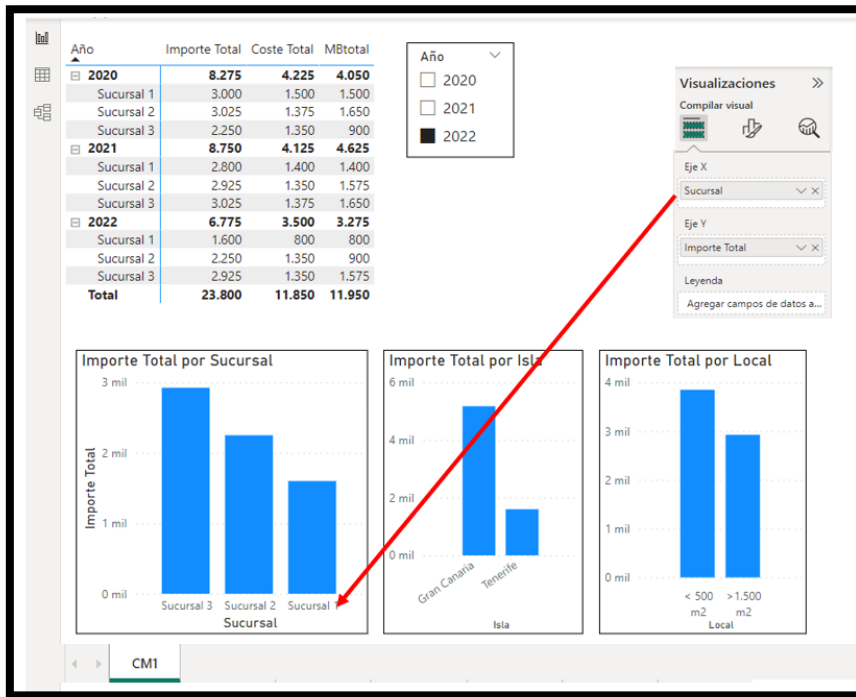 Año Importe Total Coste Total MBtotal
2020 8.275 4.225 4.050
Sucursal 1 3.000 1.500 1.500
Sucursal 2 3.025 1.375 1.650
Sucursal 3 2.250 1.350 900
2021 8.750 4.125 4.625
Sucursal 1 2.800 1.400 1.400
Sucursal 2 2.925 1.350 1.575
Sucursal 3 3.025 1.375 1.650
2022 6.775 3.500 3.275
Sucursal 1 1.600 800 800
Sucursal 2 2.250 1.350 900
Sucursal 3 2.925 1.350 1.575
Total 23.800 11.850 11.950
Año
2020
2021
2022
Visualizaciones
Compilar visual
Eje X
Sucursal
Eje Y
Importe Total
Leyenda
Agregar campos de datos a...
Importe Total por Sucursal
3 mil
2 mil
1 mil
0 mil
Importe Total
Sucursal 3 Sucursal 2 Sucursal 1
Sucursal
Importe Total por Isla
6 mil
4 mil
2 mil
0 mil
Gran Canaria Tenerife
Isla
Importe Total por Local
4 mil
3 mil
2 mil
1 mil
0 mil
< 500 >1.500
m2 m2
Local
CM1